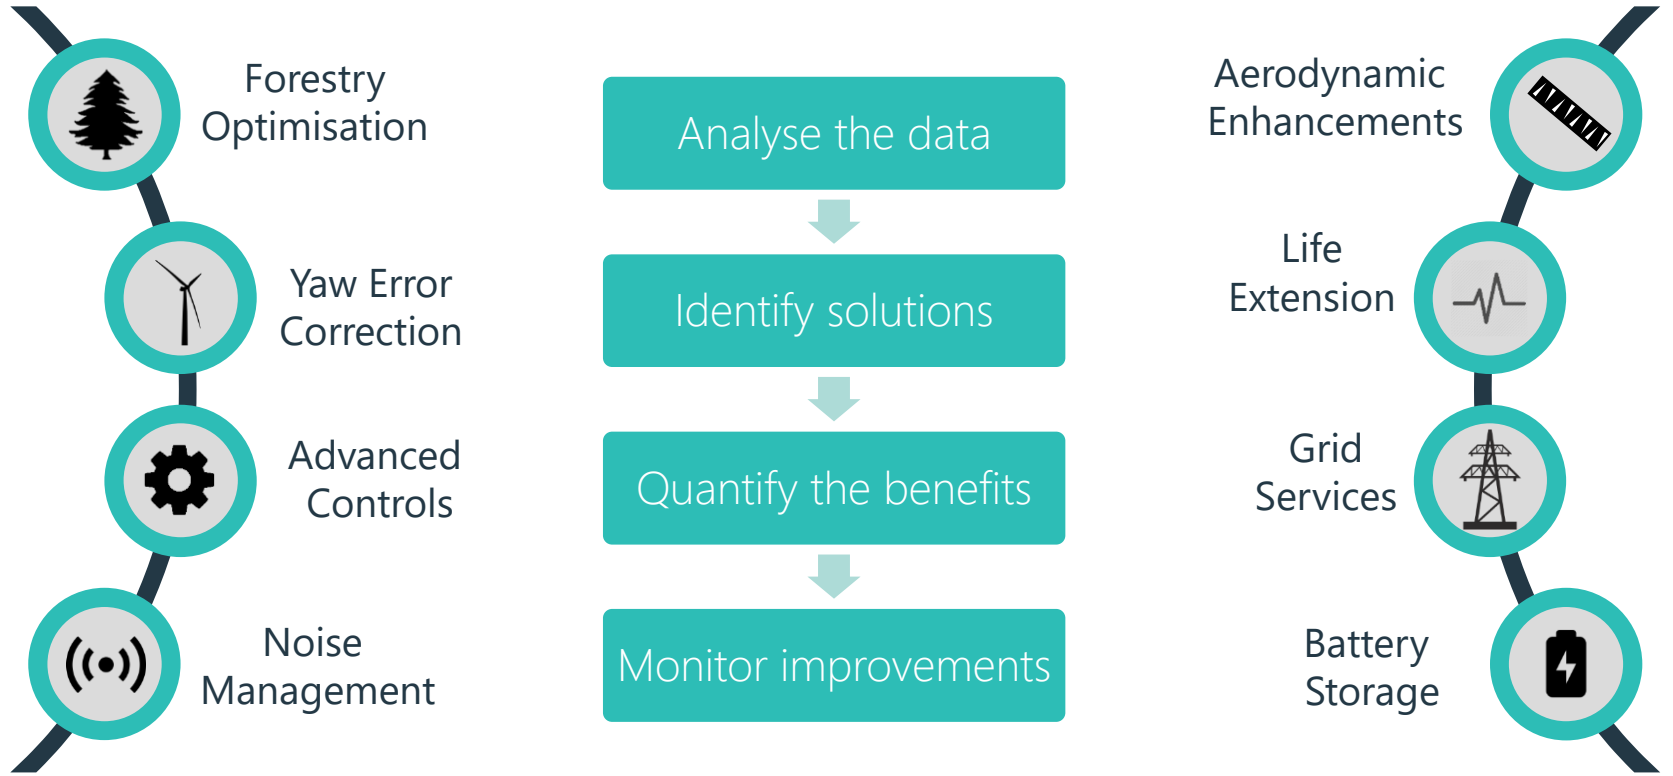 Forestry
Optimisation
Yaw Error
Correction
Advanced
Controls
Noise
Management
Analyse the data
Identify solutions
Quantify the benefits
Monitor improvements
Aerodynamic
Enhancements
Life
Extension
Grid
Services
Battery
Storage